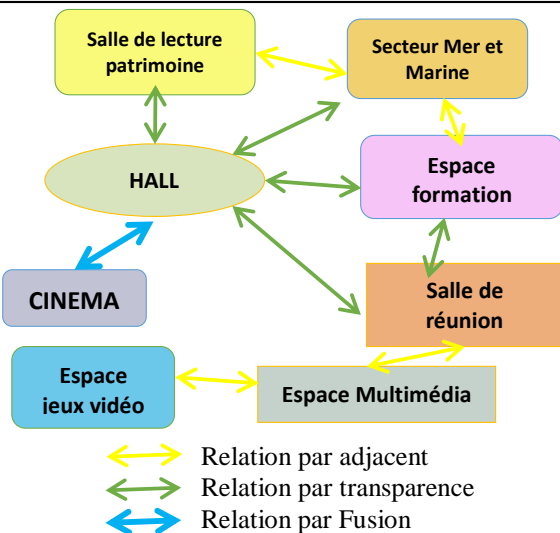 Salle de lecture
patrimoine
Secteur Mer et
Marine
HALL
Espace
formation
CINEMA
Salle de
réunion
Espace
jeux vidéo
Espace Multimédia
Relation par adjacent
Relation par transparence
Relation par Fusion